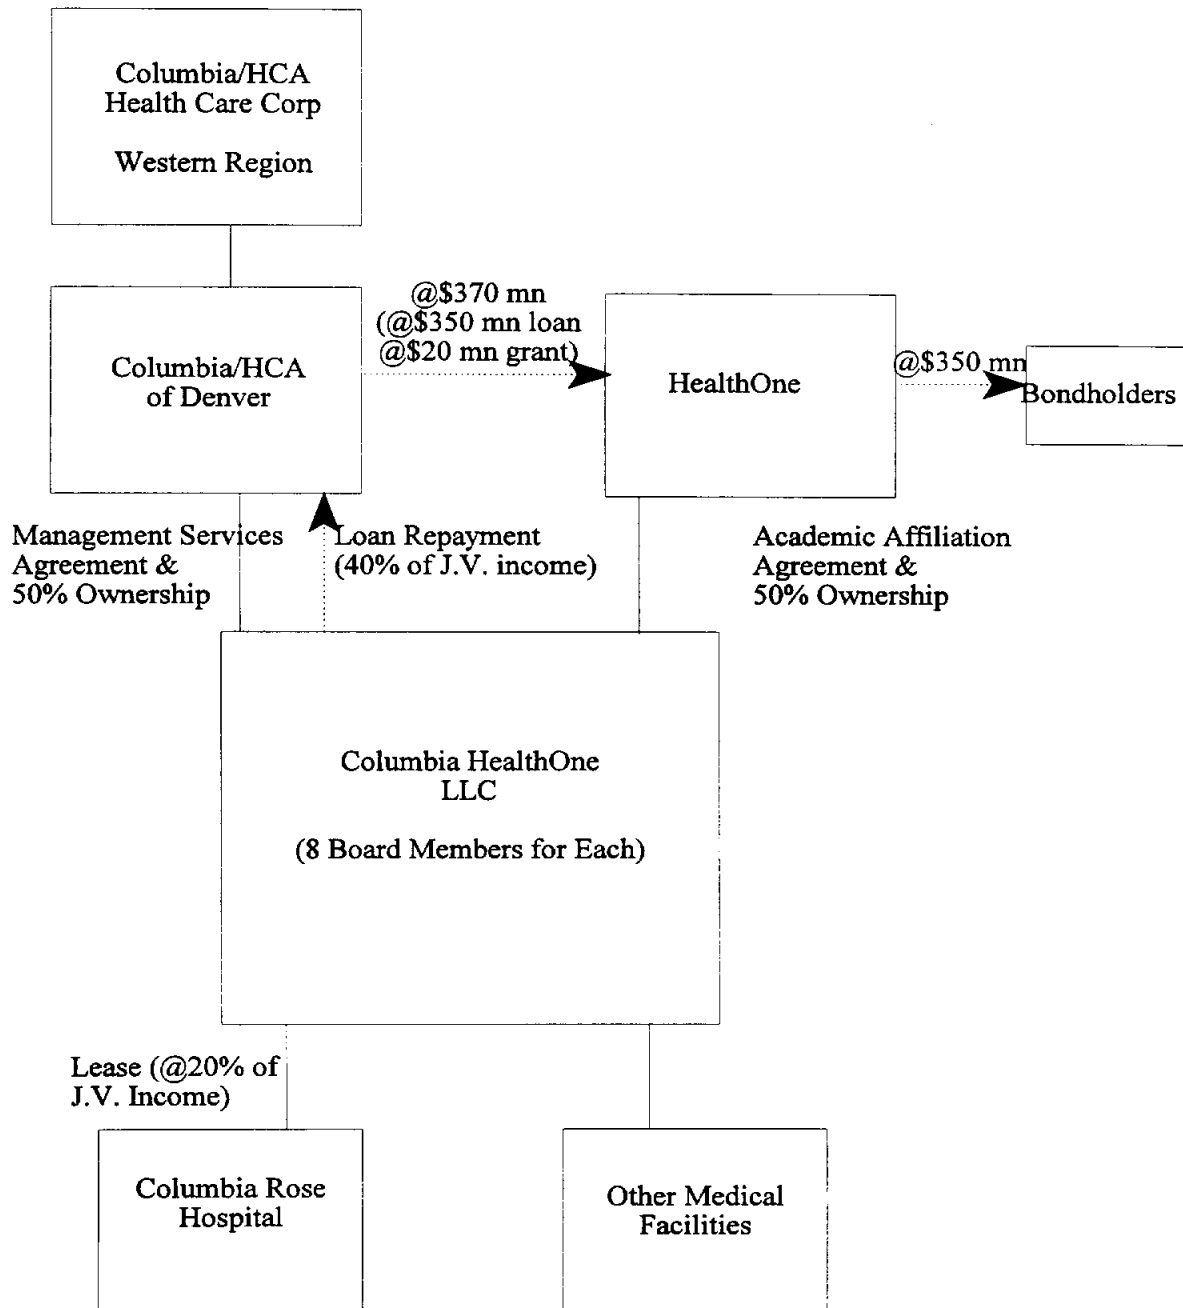 Columbia/HCA
Health Care Corp
Western Region
@$370 mn
(@$350 mn loan
@$20 mn grant)
Columbia/HCA
of Denver
HealthOne
@$350 mn
Bondholders
Management Services
Agreement &
50% Ownership
Loan Repayment
(40% of J.V. income)
Academic Affiliation
Agreement &
50% Ownership
Columbia HealthOne
LLC
(8 Board Members for Each)
Lease (@20% of
J.V. Income)
Columbia Rose
Hospital
Other Medical
Facilities